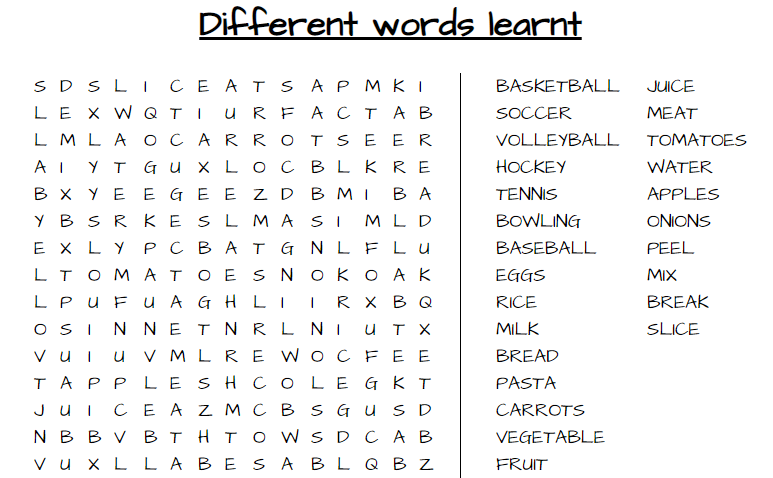 Different words learnt
S D S L I C E A T S A P M K I
L E X W Q T I U R F A C T A B
L M L A O C A R R O T S E E R
A I Y T G U X L O C B L K R E
B X Y E E G E E Z D B M I B A
Y B S R K E S L M A S I M L D
E X L Y P C B A T G N L F L U
L T O M A T O E S N O K O A K
L P U F U A G H L I I R X B Q
O S I N N E T N R L N I U T X
V U I U V M L R E W O C F E E
T A P P L E S H C O L E G K T
J U I C E A Z M C B S G U S D
N B B V B T H T O W S D C A B
V U X L L A B E S A B L Q B Z
BASKETBALL JUICE
SOCCER MEAT
VOLLEYBALL TOMATOES
HOCKEY WATER
TENNIS APPLES
BOWLING ONIONS
BASEBALL PEEL
EGGS MIX
RICE BREAK
MILK SLICE
BREAD
PASTA
CARROTS
VEGETABLE
FRUIT